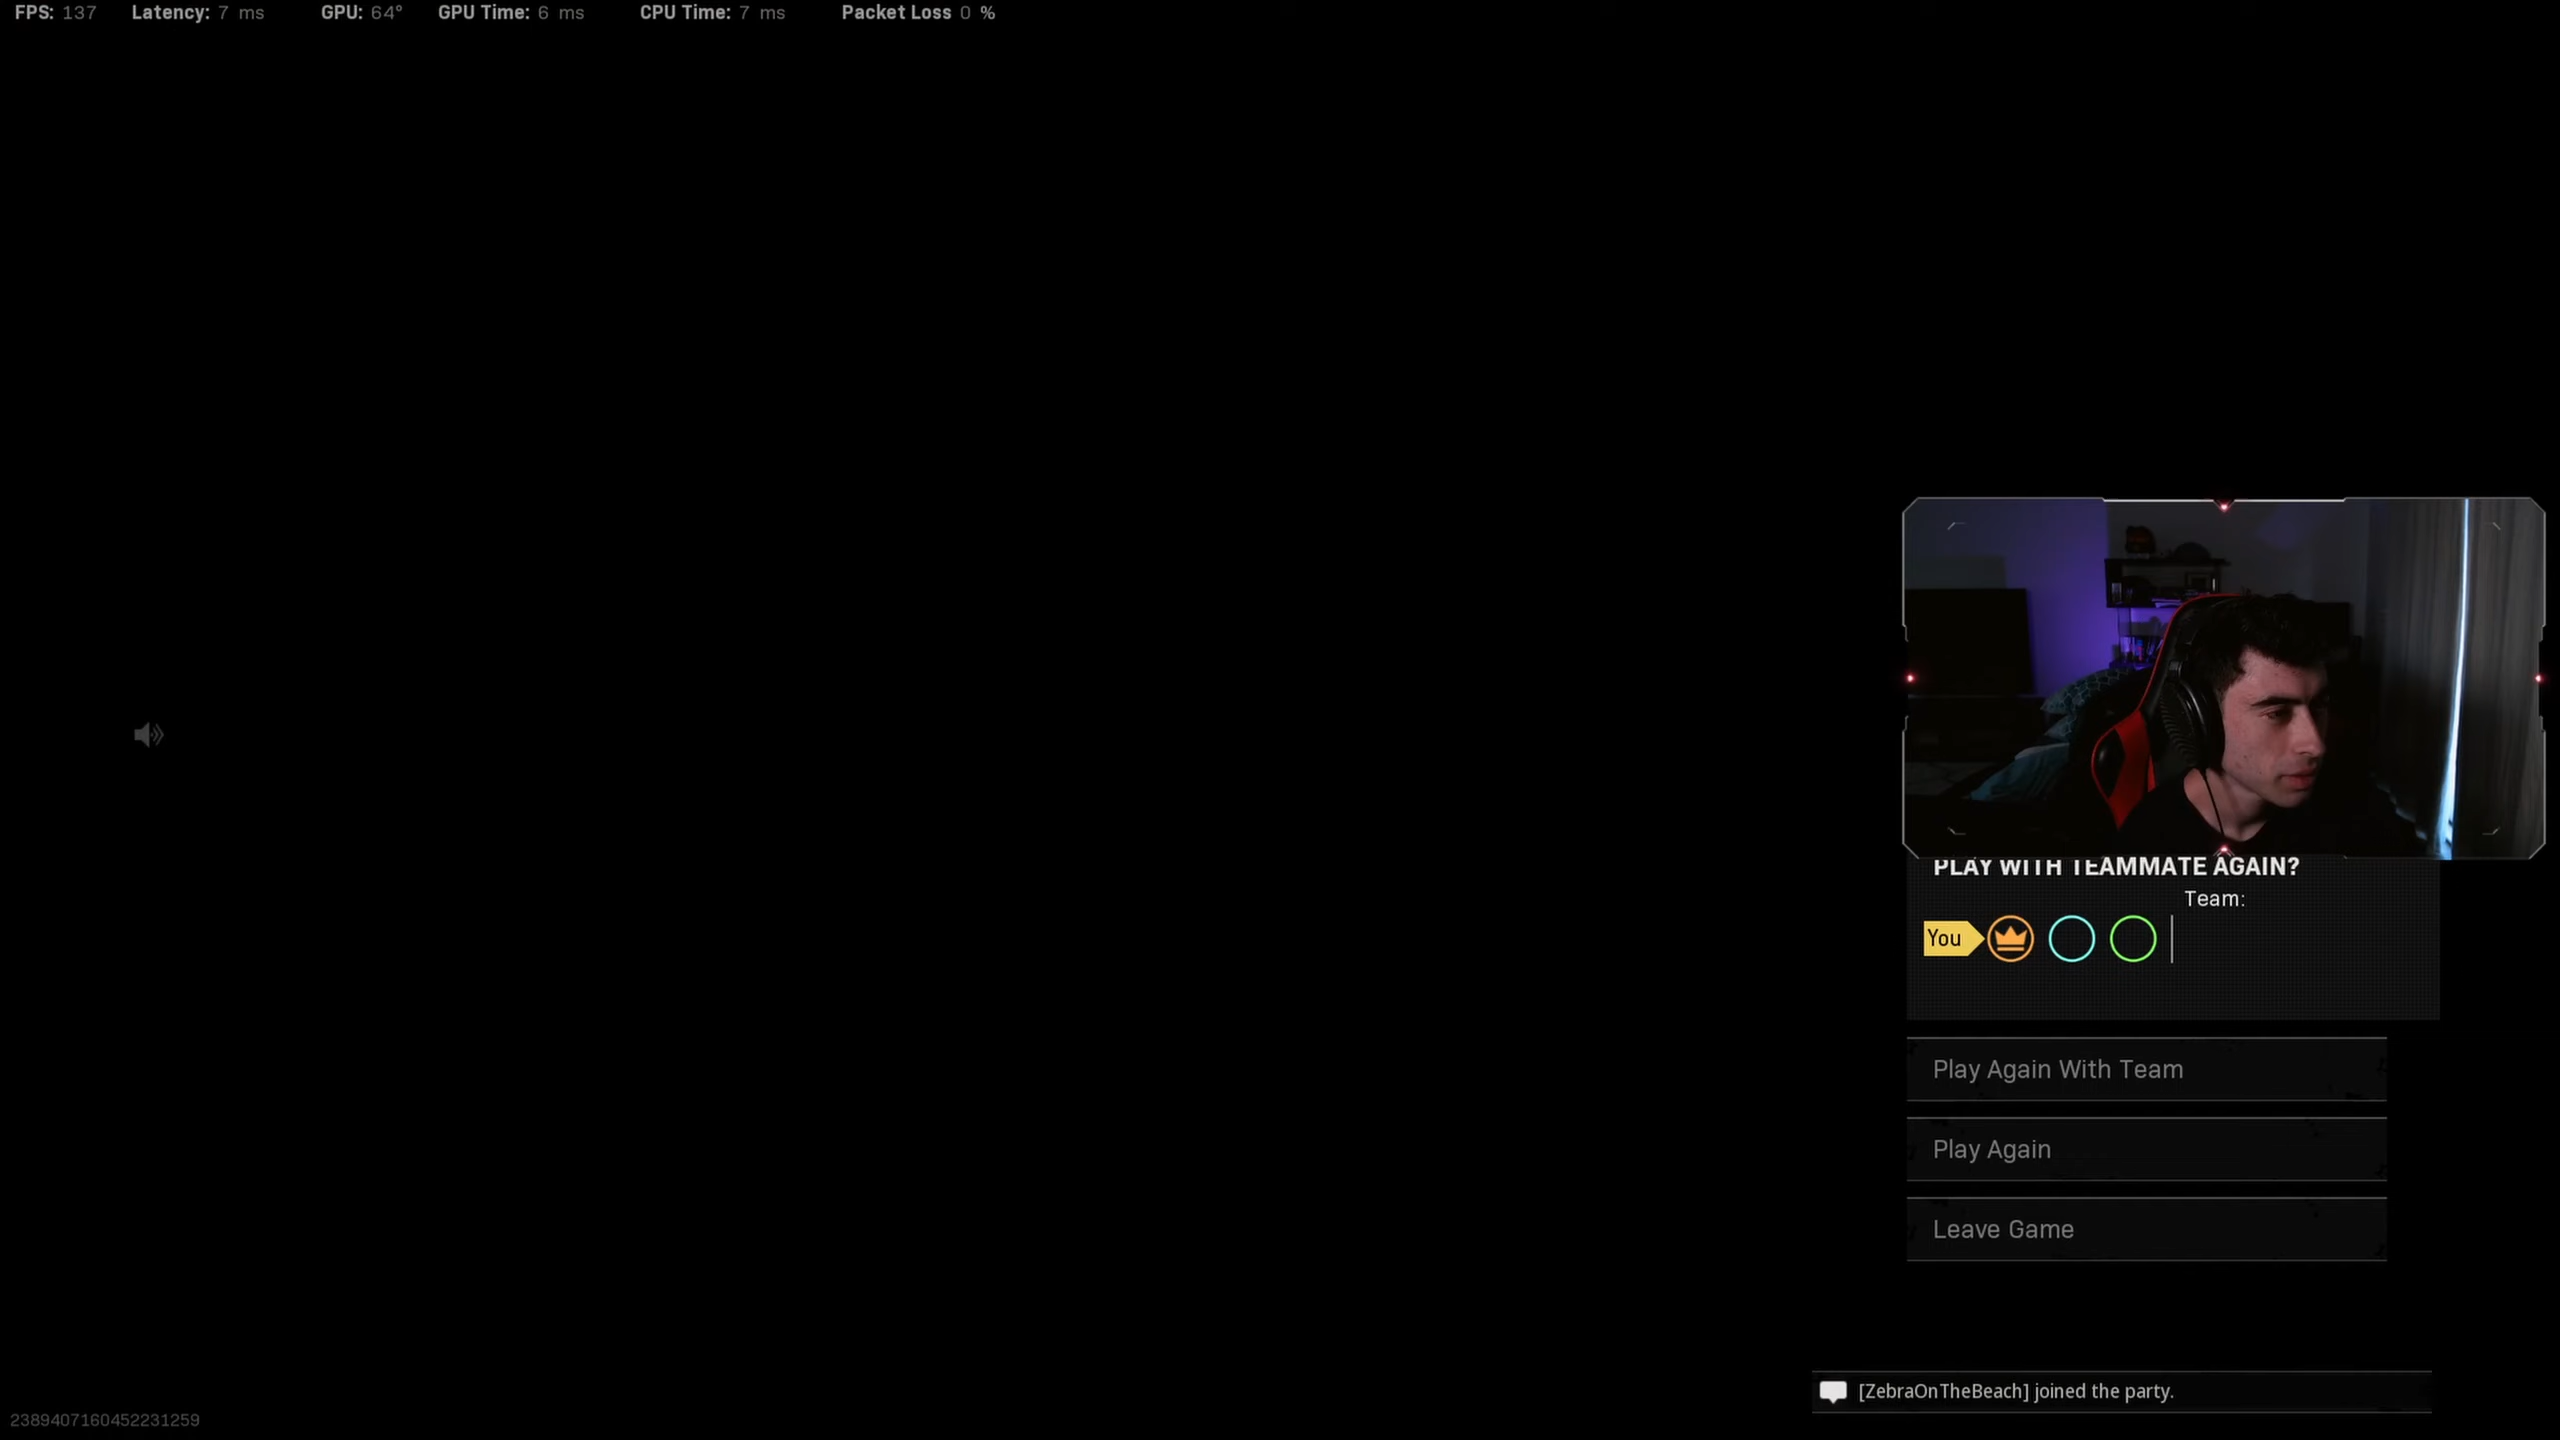 FPS: 137 Latency: 7 ms GPU: 64° GPU Time: 6 ms CPU Time: 7 ms Packet Loss 0 %
PLAY WITH TEAMMATE AGAIN?
Team:
You
Play Again With Team
Play Again
Leave Game
[ZebraOnTheBeach] joined the party.
2389407160452231259